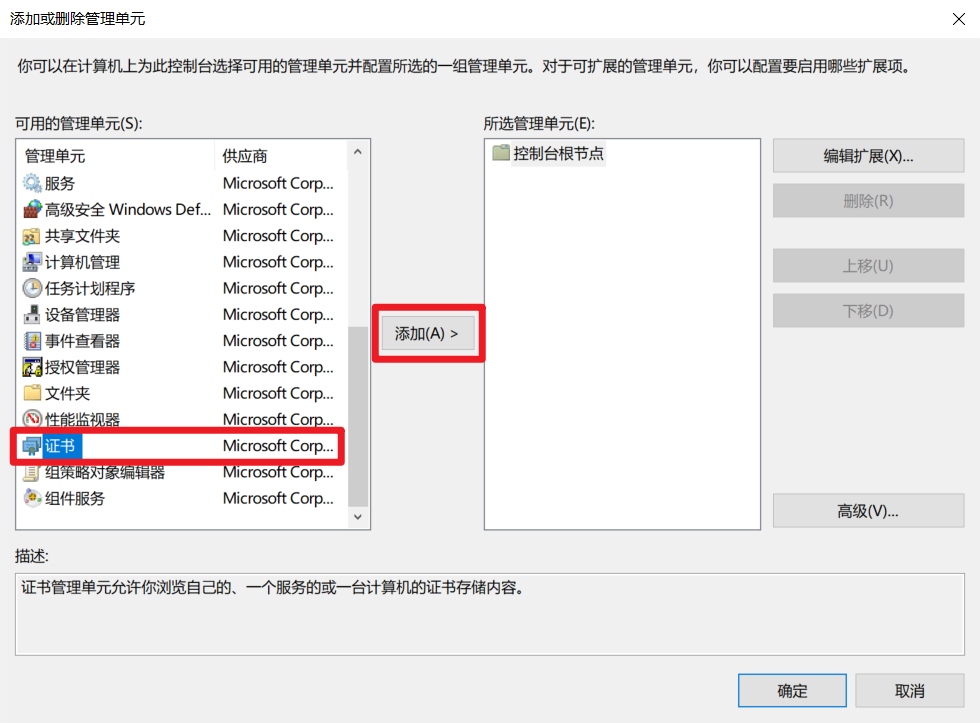 添加或删除管理单元
你可以在计算机上为此控制台选择可用的管理单元并配置所选的一组管理单元。对于可扩展的管理单元，你可以配置要启用哪些扩展项。
可用的管理单元(S):
管理单元 供应商
服务 Microsoft Corp...
高级安全 Windows Def... Microsoft Corp...
共享文件夹 Microsoft Corp...
计算机管理 Microsoft Corp...
任务计划程序 Microsoft Corp...
设备管理器 Microsoft Corp...
事件查看器 Microsoft Corp...
授权管理器 Microsoft Corp...
文件夹 Microsoft Corp...
性能监视器 Microsoft Corp...
证书 Microsoft Corp...
组策略对象编辑器 Microsoft Corp...
组件服务 Microsoft Corp...
添加(A) >
所选管理单元(E):
控制台根节点
编辑扩展(X)...
删除(R)
上移(U)
下移(D)
高级(V)...
描述:
证书管理单元允许你浏览自己的、一个服务的或一台计算机的证书存储内容。
确定
取消